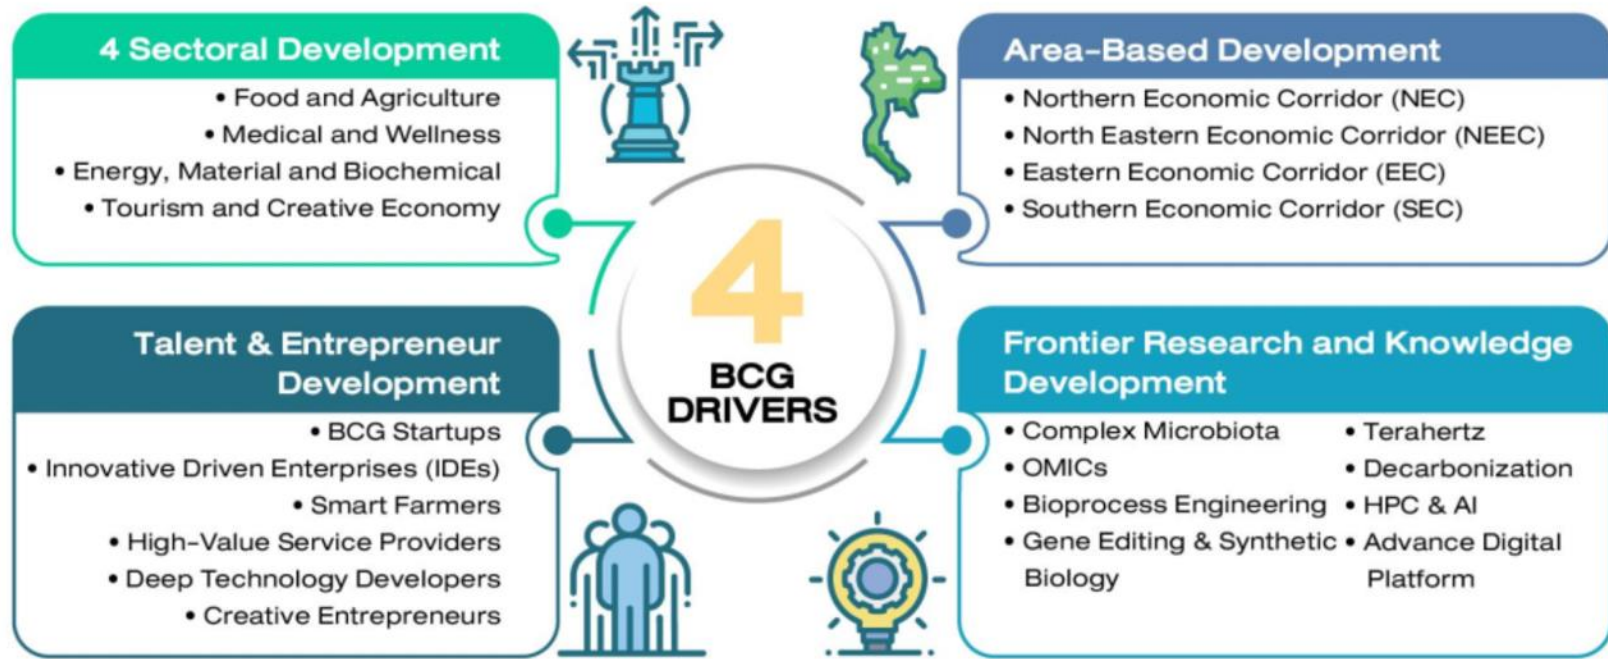 4 Sectoral Development
• Food and Agriculture
• Medical and Wellness
• Energy, Material and Biochemical
• Tourism and Creative Economy
Area-Based Development
• Northern Economic Corridor (NEC)
• North Eastern Economic Corridor (NEEC)
• Eastern Economic Corridor (EEC)
• Southern Economic Corridor (SEC)
4
BCG
DRIVERS
Talent & Entrepreneur
Development
• BCG Startups
• Innovative Driven Enterprises (IDEs)
• Smart Farmers
• High-Value Service Providers
• Deep Technology Developers
• Creative Entrepreneurs
Frontier Research and Knowledge
Development
• Complex Microbiota
• OMICs
• Bioprocess Engineering
• Gene Editing & Synthetic
Biology
• Terahertz
• Decarbonization
• HPC & AI
• Advance Digital
Platform